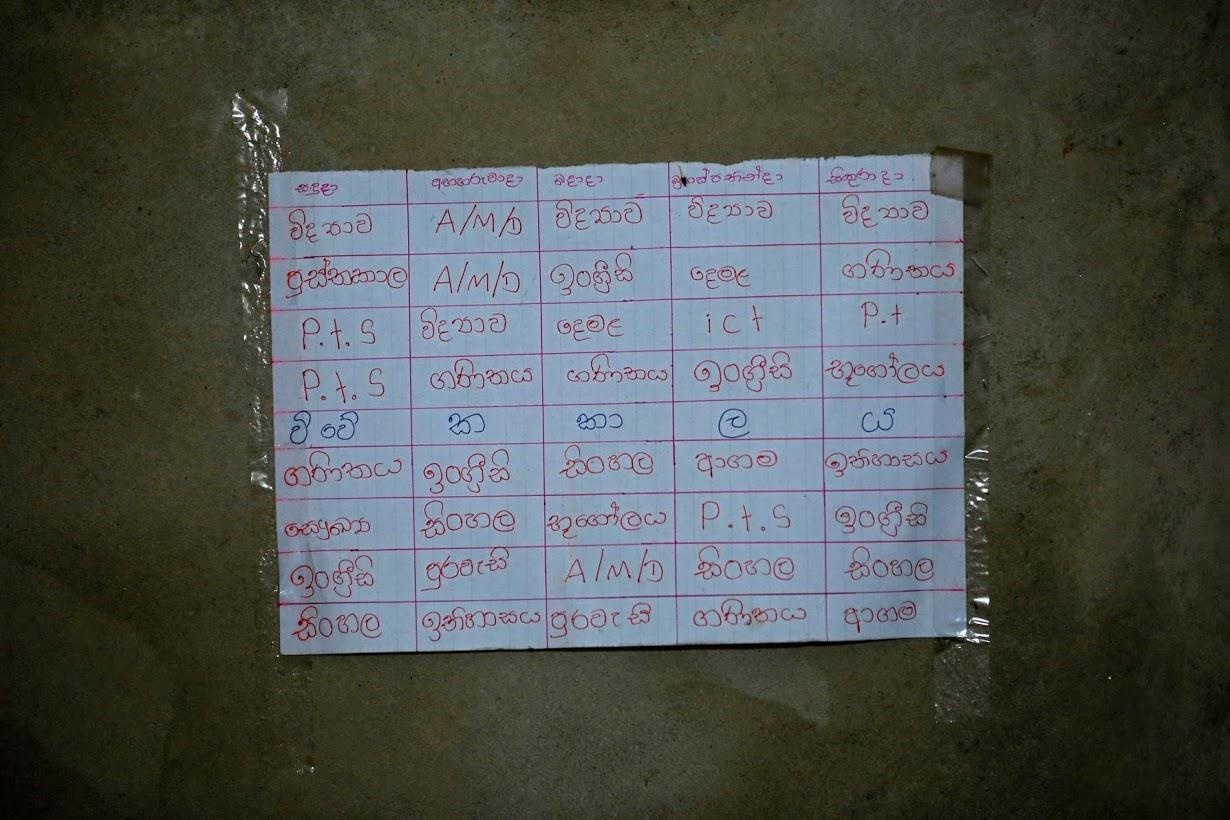 සඳුදා අඟහරුවාදා බදාදා බ්‍රහස්පතින්දා සිකුරාදා
විද්‍යාව A/M/D විද්‍යාව විද්‍යාව විද්‍යාව
පුස්තකාල A/M/D ඉංග්‍රීසි දෙමළ ගණිතය
P.t.S විද්‍යාව දෙමළ ict P.t
P.t.S ගණිතය ගණිතය ඉංග්‍රීසි භූගෝලය
විවේ ක කා ල ය
ගණිතය ඉංග්‍රීසි සිංහල ආගම ඉතිහාසය
සෞඛ්‍ය සිංහල භූගෝලය P.t.S ඉංග්‍රීසි
ඉංග්‍රීසි පුරවැසි A/M/D සිංහල සිංහල
සිංහල ඉතිහාසය පුරවැසි ගණිතය ආගම